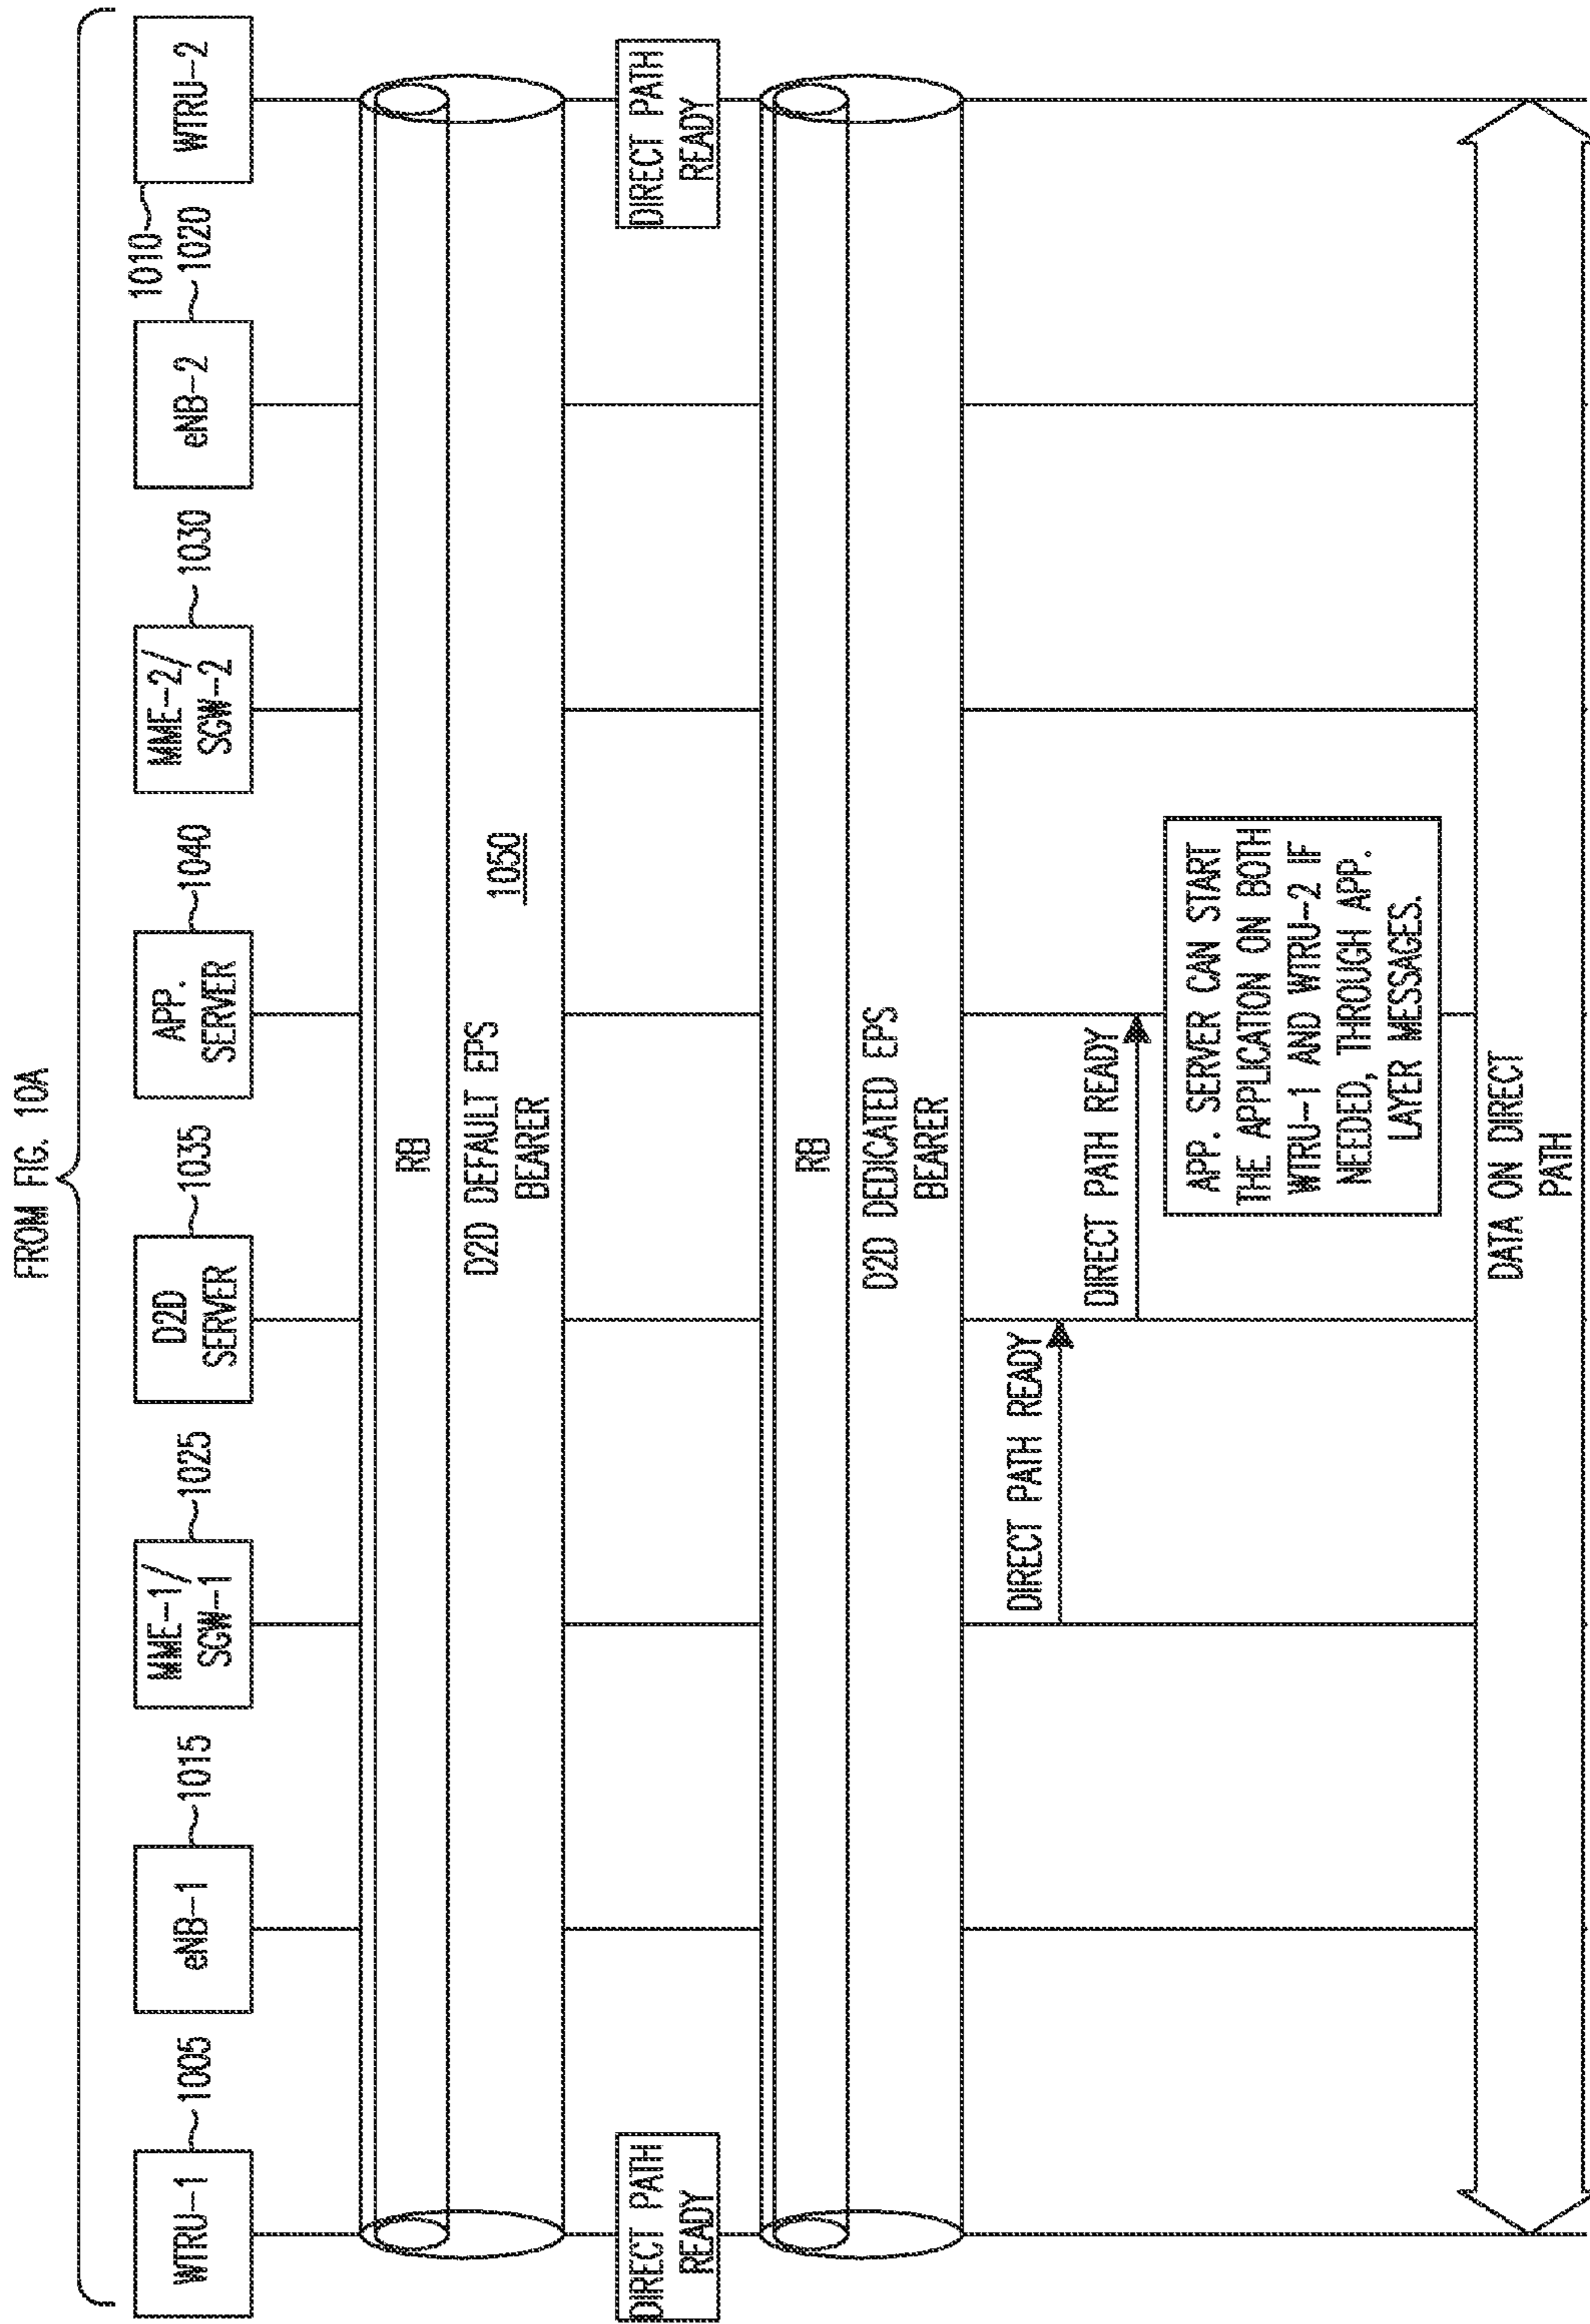 FROM FIG. 10A
WTRU-1
1005
eNB-1
1015
MME-1/
SGW-1
1025
D2D
SERVER
1035
APP.
SERVER
1040
MME-2/
SGW-2
1030
eNB-2
1020
WTRU-2
1010
RB
D2D DEFAULT EPS
BEARER
1050
DIRECT PATH
READY
DIRECT PATH
READY
RB
D2D DEDICATED EPS
BEARER
DIRECT PATH READY
DIRECT PATH READY
APP. SERVER CAN START
THE APPLICATION ON BOTH
WTRU-1 AND WTRU-2 IF
NEEDED, THROUGH APP.
LAYER MESSAGES.
DATA ON DIRECT
PATH